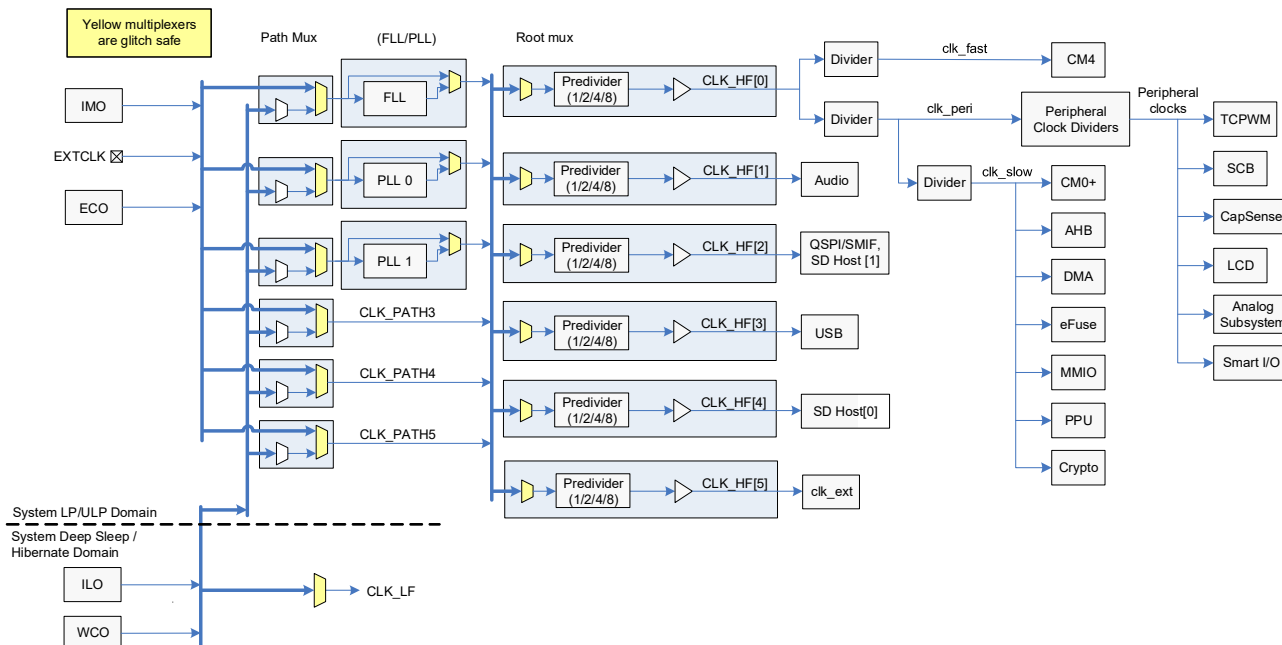 Yellow multiplexers
are glitch safe
Path Mux
(FLL/PLL)
Root mux
IMO
EXTCLK
ECO
FLL
PLL 0
PLL 1
CLK_PATH3
CLK_PATH4
CLK_PATH5
Predivider
(1/2/4/8)
CLK_HF[0]
Predivider
(1/2/4/8)
CLK_HF[1]
Audio
Predivider
(1/2/4/8)
CLK_HF[2]
QSPI/SMIF,
SD Host [1]
Predivider
(1/2/4/8)
CLK_HF[3]
USB
Predivider
(1/2/4/8)
CLK_HF[4]
SD Host[0]
Predivider
(1/2/4/8)
CLK_HF[5]
clk_ext
Divider
clk_fast
CM4
Divider
clk_peri
Peripheral
Clock Dividers
Peripheral
clocks
Divider
clk_slow
CM0+
AHB
DMA
eFuse
MMIO
PPU
Crypto
TCPWM
SCB
CapSense
LCD
Analog
Subsystem
Smart I/O
System LP/ULP Domain
System Deep Sleep /
Hibernate Domain
ILO
WCO
CLK_LF